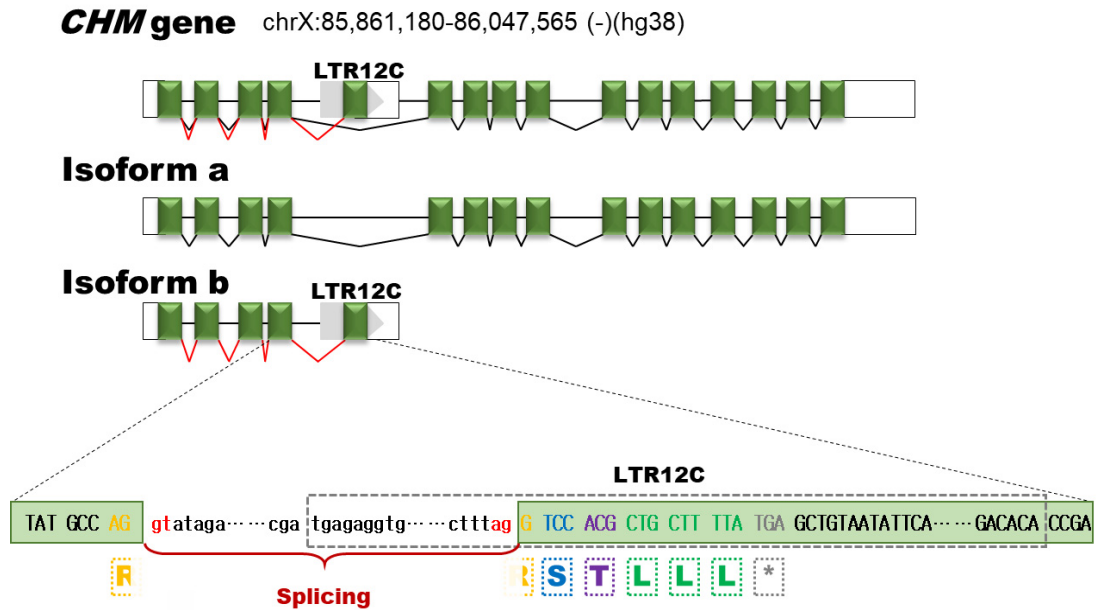 CHM gene chrX:85,861,180-86,047,565 (-)(hg38)
LTR12C
Isoform a
Isoform b
LTR12C
LTR12C
TAT GCC AG gtataga······cga tgagaggtg······ctttag G TCC ACG CTG CTT TTA TGA GCTGTAATATTCA······GACACA CCGA
R R S T L L L *
Splicing